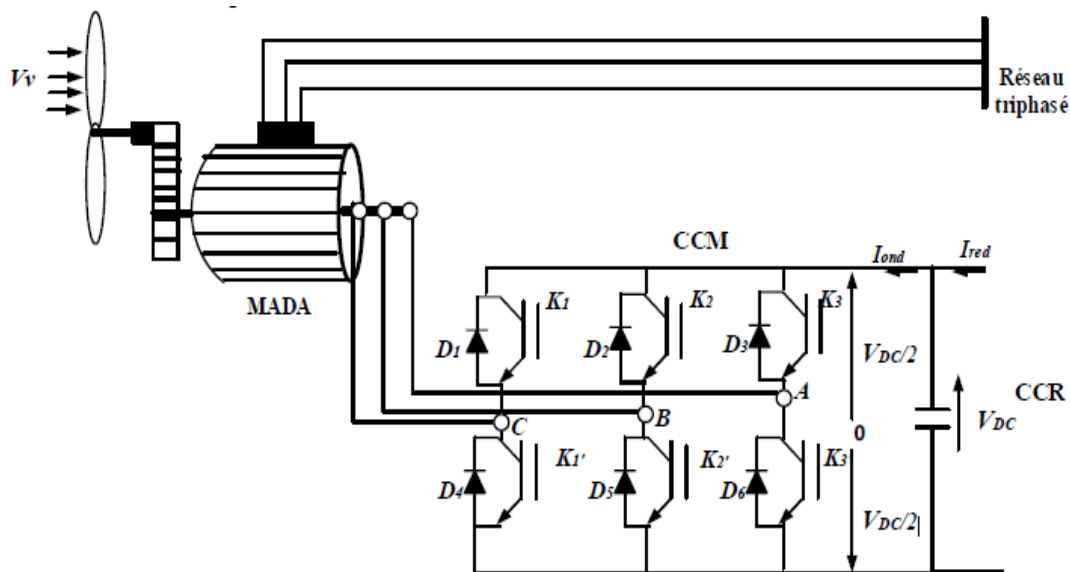 Vv
Réseau
triphasé
MADA
CCM
Iond
Ired
K1
K2
K3
D1
D2
D3
VDC/2
A
B
C
CCR
VDC
0
K1'
K2'
K3
D4
D5
D6
VDC/2